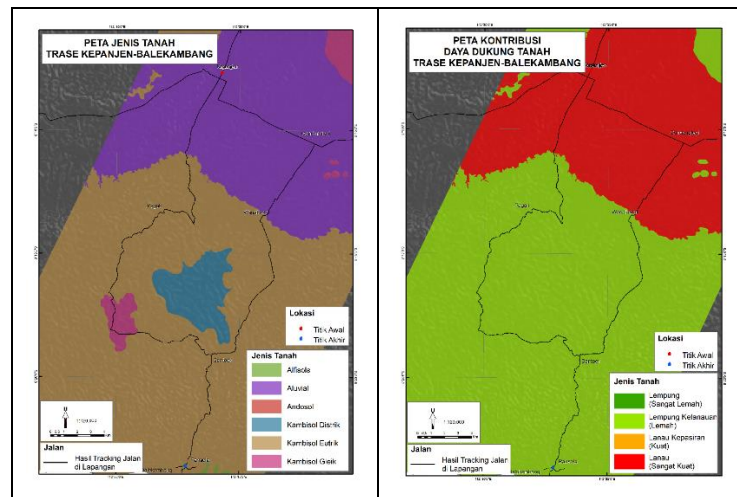 PETA JENIS TANAH
TRASE KEPANJEN-BALEKAMBANG
Lokasi
Titik Awal
Titik Akhir
Jenis Tanah
Alfisols
Aluvial
Andosol
Kambisol Distrik
Kambisol Eutrik
Kambisol Gleik
Jalan
Hasil Tracking Jalan
di Lapangan
PETA KONTRIBUSI
DAYA DUKUNG TANAH
TRASE KEPANJEN-BALEKAMBANG
Lokasi
Titik Awal
Titik Akhir
Jenis Tanah
Lempung
(Sangat Lemah)
Lempung Kelanauan
(Lemah)
Lanau Kepasiran
(Kuat)
Lanau
(Sangat Kuat)
Jalan
Hasil Tracking Jalan
di Lapangan